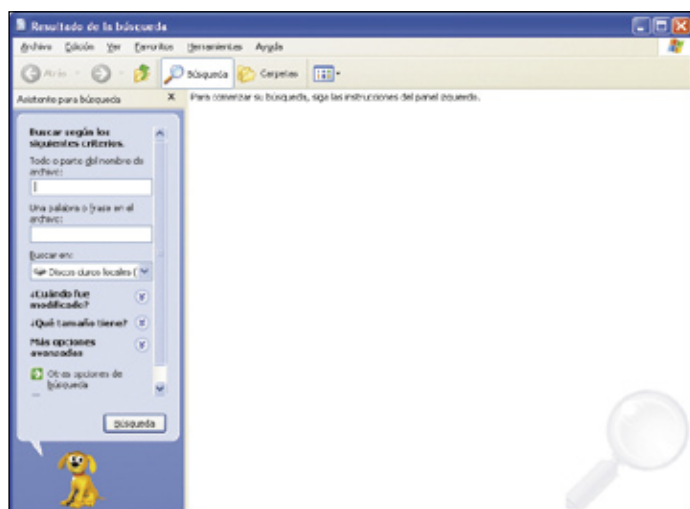 Resultado de la búsqueda
Archivo Edición Ver Favoritos Herramientas Ayuda
Atrás Búsqueda Carpetas
Asistente para búsqueda X
Para comenzar su búsqueda, siga las instrucciones del panel izquierdo.
Buscar según los
siguientes criterios.
Todo o parte del nombre de
archivo:
Una palabra o frase en el
archivo:
Buscar en:
Discos duros locales (
¿Cuándo fue
modificado?
¿Qué tamaño tiene?
Más opciones
avanzadas
Otras opciones de
búsqueda
Búsqueda